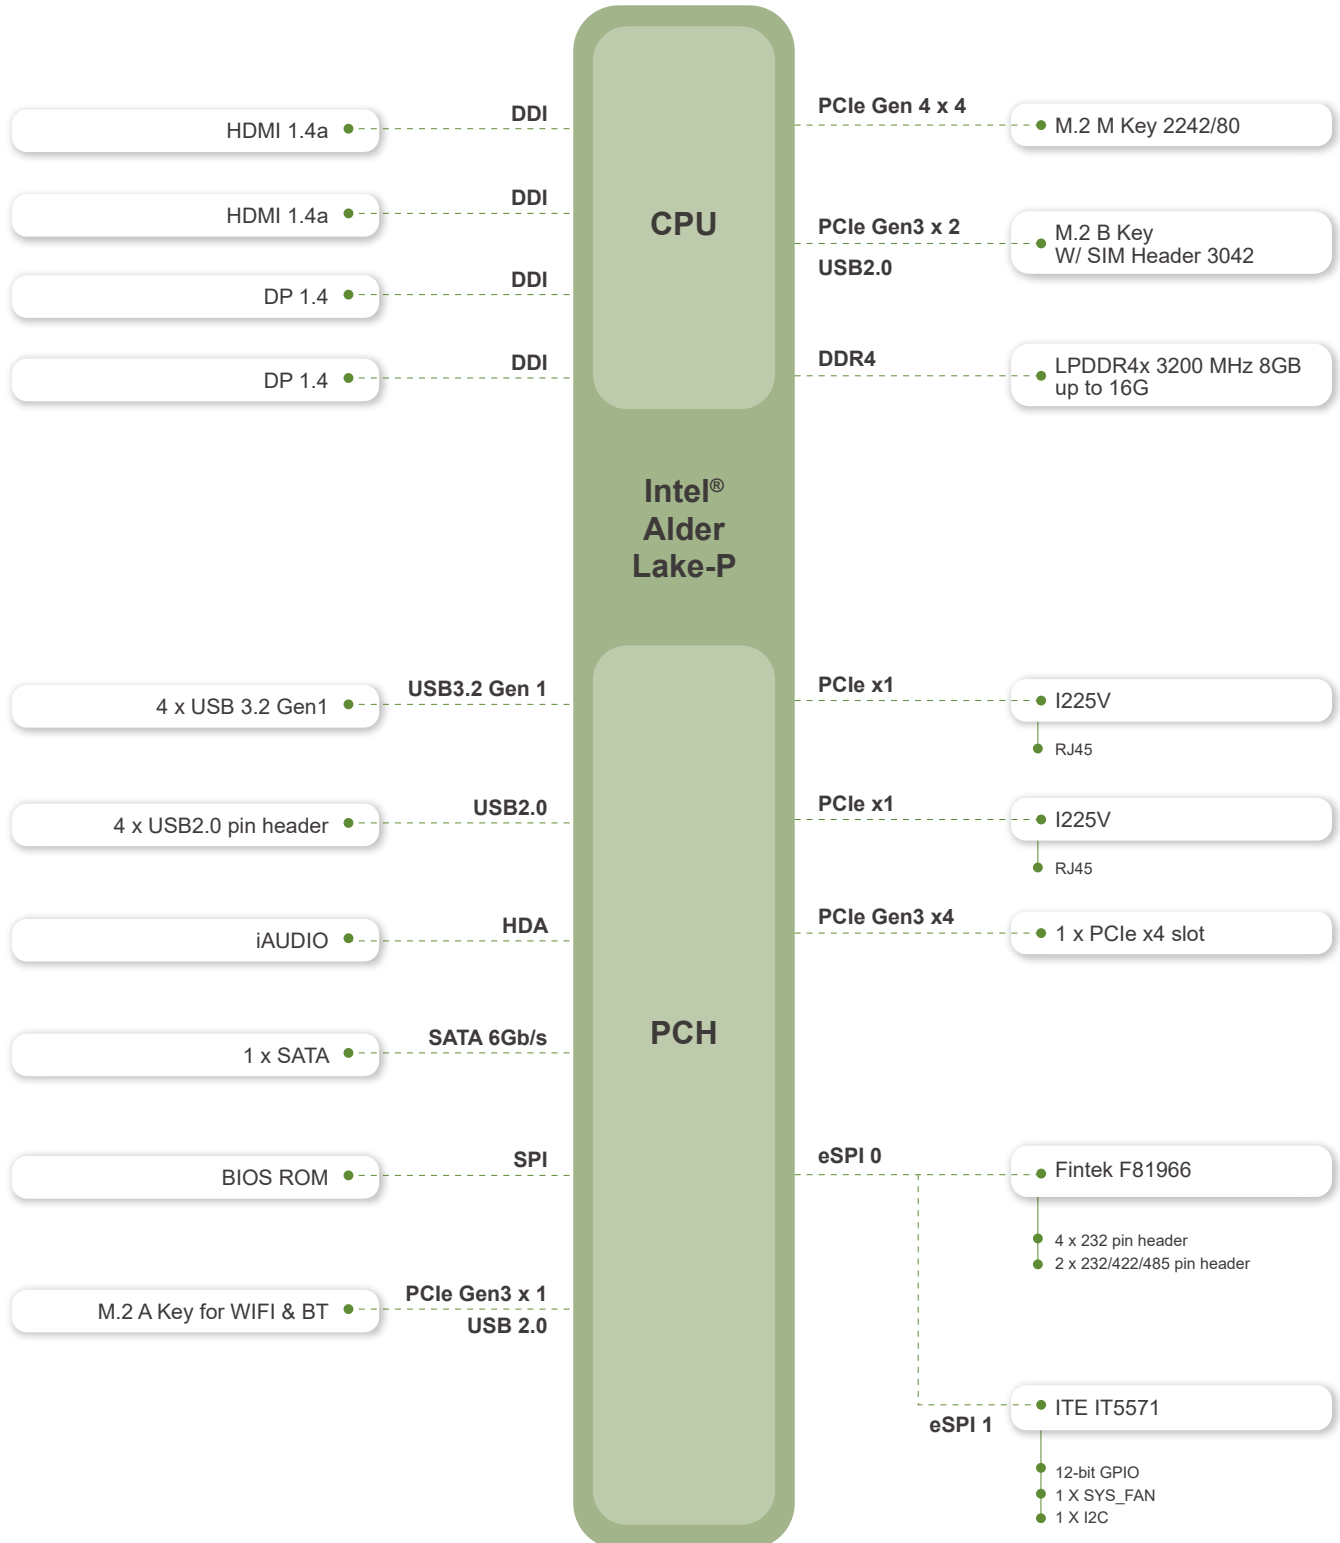 DDI
HDMI 1.4a
DDI
HDMI 1.4a
DDI
DP 1.4
DDI
DP 1.4
CPU
PCIe Gen 4 x 4
M.2 M Key 2242/80
PCIe Gen3 x 2
USB2.0
M.2 B Key
W/ SIM Header 3042
DDR4
LPDDR4x 3200 MHz 8GB
up to 16G
Intel®
Alder
Lake-P
USB3.2 Gen 1
4 x USB 3.2 Gen1
USB2.0
4 x USB2.0 pin header
HDA
iAUDIO
SATA 6Gb/s
1 x SATA
SPI
BIOS ROM
PCIe Gen3 x 1
M.2 A Key for WIFI & BT
USB 2.0
PCH
PCIe x1
I225V
RJ45
PCIe x1
I225V
RJ45
PCIe Gen3 x4
1 x PCIe x4 slot
eSPI 0
Fintek F81966
4 x 232 pin header
2 x 232/422/485 pin header
eSPI 1
ITE IT5571
12-bit GPIO
1 X SYS_FAN
1 X I2C